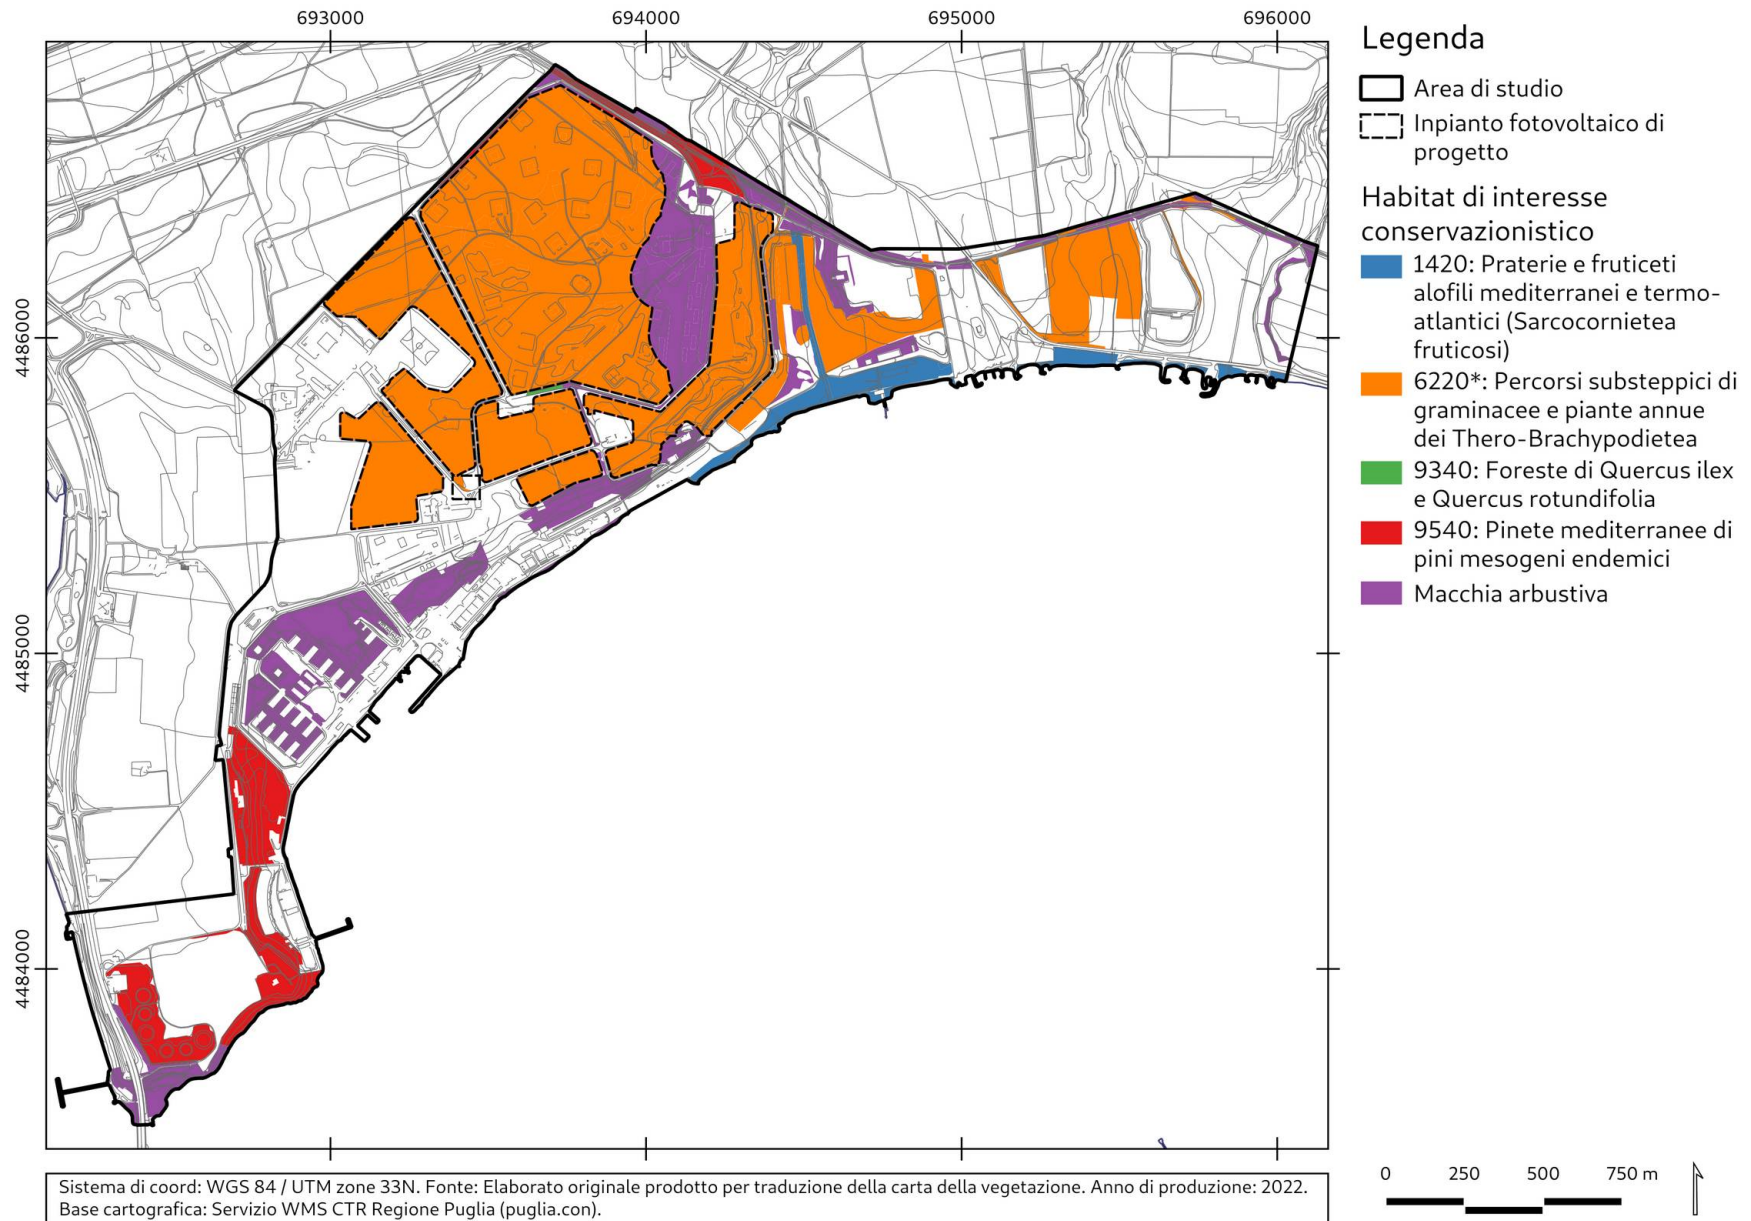 693000
694000
695000
696000
4486000
4485000
4484000
Legenda
Area di studio
Inpianto fotovoltaico di
progetto
Habitat di interesse
conservazionistico
1420: Praterie e fruticeti
alofili mediterranei e termo-
atlantici (Sarcocornietea
fruticosi)
6220*: Percorsi substeppici di
graminacee e piante annue
dei Thero-Brachypodietea
9340: Foreste di Quercus ilex
e Quercus rotundifolia
9540: Pinete mediterranee di
pini mesogeni endemici
Macchia arbustiva
0 250 500 750 m
Sistema di coord: WGS 84 / UTM zone 33N. Fonte: Elaborato originale prodotto per traduzione della carta della vegetazione. Anno di produzione: 2022.
Base cartografica: Servizio WMS CTR Regione Puglia (puglia.con).